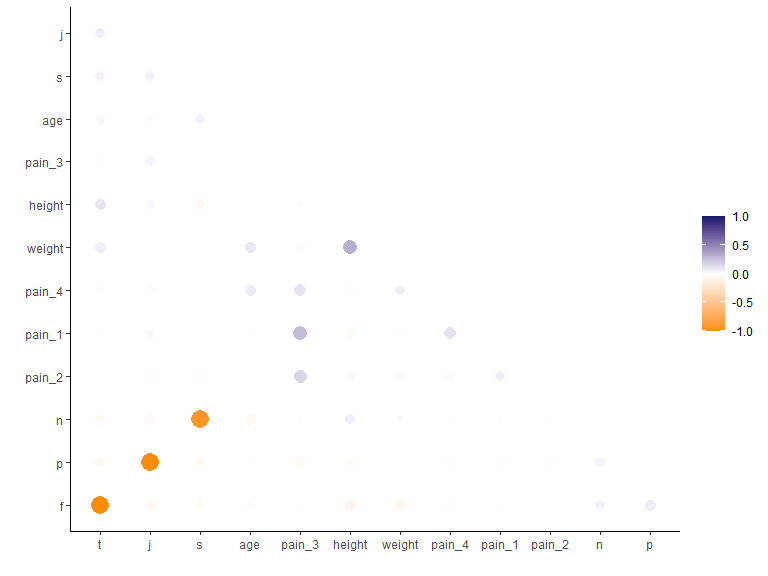 j
s
age
pain_3
height
weight
pain_4
pain_1
pain_2
n
p
f
t j s age pain_3 height weight pain_4 pain_1 pain_2 n p
1.0
0.5
0.0
-0.5
-1.0